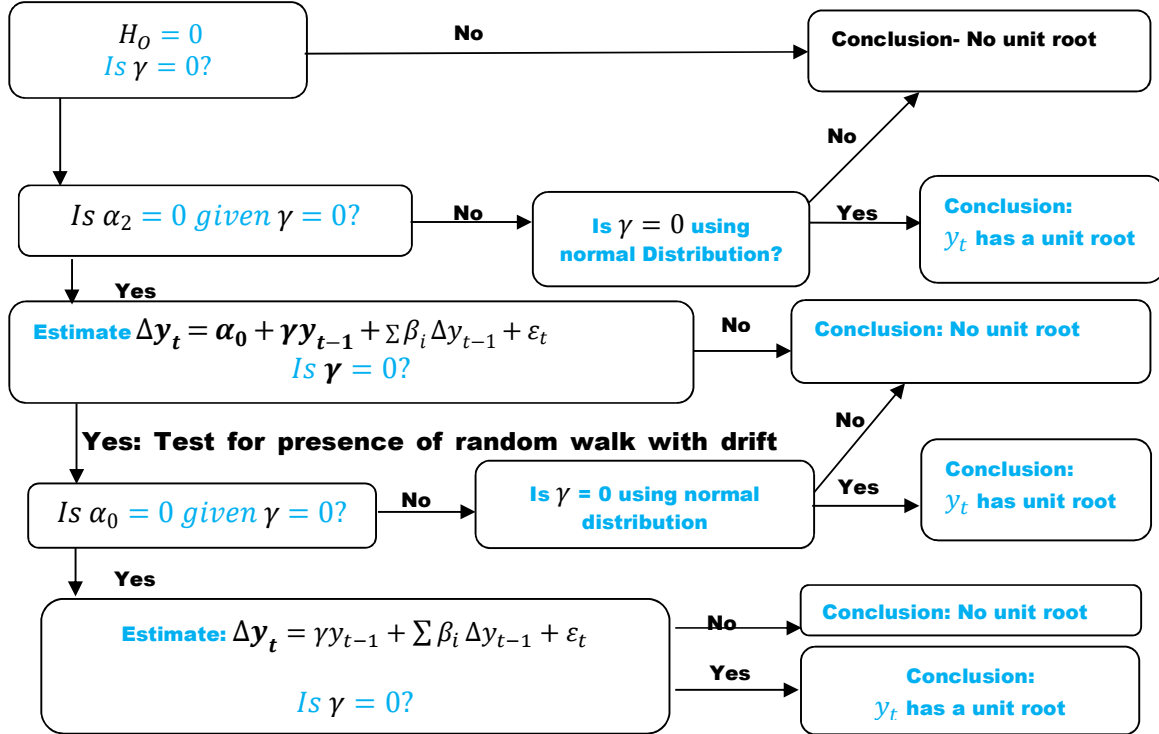 H_O = 0
Is γ = 0?
No
Conclusion- No unit root
No
Is α_2 = 0 given γ = 0?
No
Is γ = 0 using
normal Distribution?
Yes
Conclusion:
y_t has a unit root
Yes
Estimate Δy_t = α_0 + γy_{t−1} + ∑ β_i Δy_{t−1} + ε_t
Is γ = 0?
No
Conclusion: No unit root
No
Yes: Test for presence of random walk with drift
Is α_0 = 0 given γ = 0?
No
Is γ = 0 using normal
distribution
Yes
Conclusion:
y_t has unit root
Yes
Estimate: Δy_t = γy_{t−1} + ∑ β_i Δy_{t−1} + ε_t
Is γ = 0?
No
Conclusion: No unit root
Yes
Conclusion:
y_t has a unit root